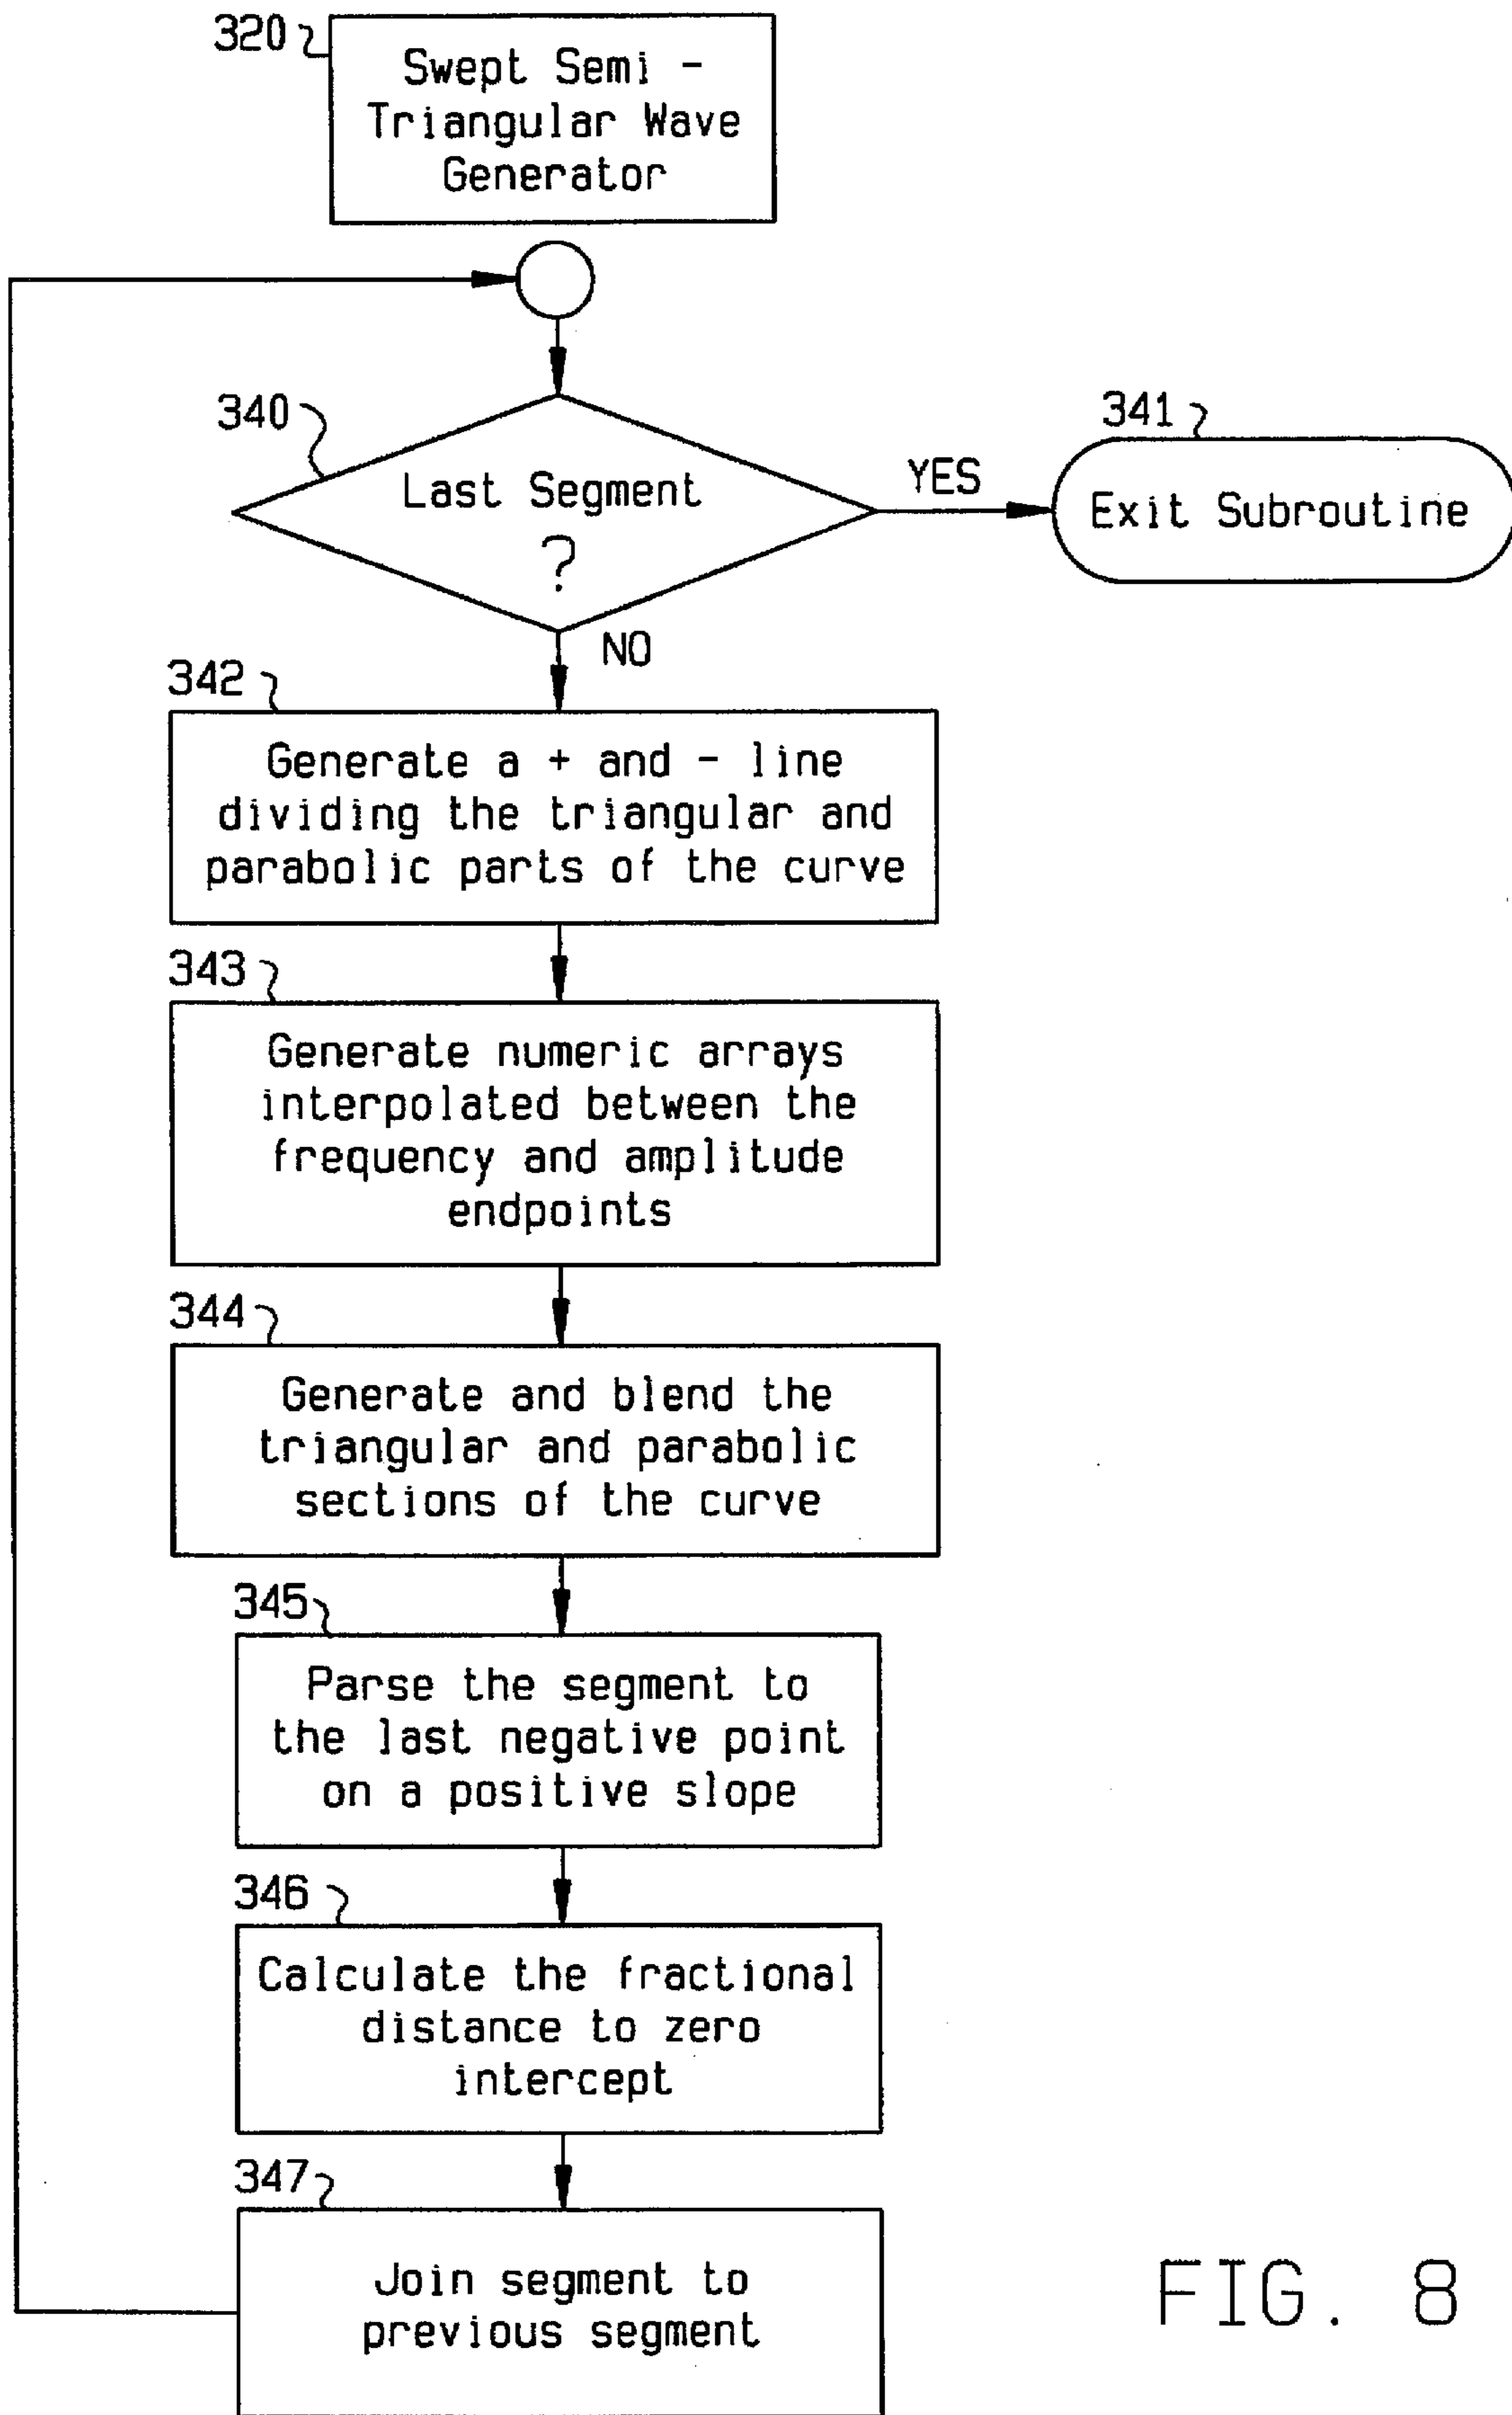 320
Swept Semi -
Triangular Wave
Generator
340
Last Segment
?
YES
341
Exit Subroutine
NO
342
Generate a + and - line
dividing the triangular and
parabolic parts of the curve
343
Generate numeric arrays
interpolated between the
frequency and amplitude
endpoints
344
Generate and blend the
triangular and parabolic
sections of the curve
345
Parse the segment to
the last negative point
on a positive slope
346
Calculate the fractional
distance to zero
intercept
347
Join segment to
previous segment
FIG. 8